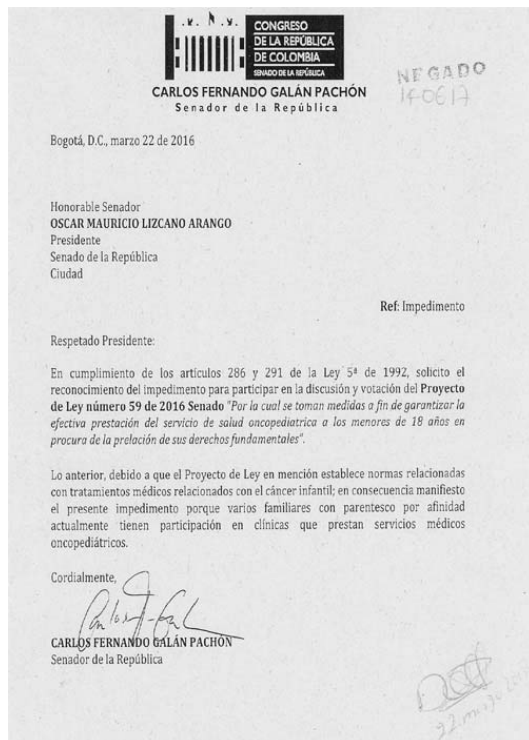 CONGRESO
DE LA REPÚBLICA
DE COLOMBIA
SENADO DE LA REPÚBLICA
CARLOS FERNANDO GALÁN PACHÓN
Senador de la República
NEGADO
Bogotá, D.C., marzo 22 de 2016
Honorable Senador
OSCAR MAURICIO LIZCANO ARANGO
Presidente
Senado de la República
Ciudad
Ref: Impedimento
Respetado Presidente:
En cumplimiento de los artículos 286 y 291 de la Ley 5ª de 1992, solicito el
reconocimiento del impedimento para participar en la discusión y votación del Proyecto
de Ley número 59 de 2016 Senado "Por la cual se toman medidas a fin de garantizar la
efectiva prestación del servicio de salud oncopediatrica a los menores de 18 años en
procura de la prelación de sus derechos fundamentales".
Lo anterior, debido a que el Proyecto de Ley en mención establece normas relacionadas
con tratamientos médicos relacionados con el cáncer infantil; en consecuencia manifiesto
el presente impedimento porque varios familiares con parentesco por afinidad
actualmente tienen participación en clínicas que prestan servicios médicos
oncopediátricos.
Cordialmente,
CARLOS FERNANDO GALÁN PACHÓN
Senador de la República
22 marzo